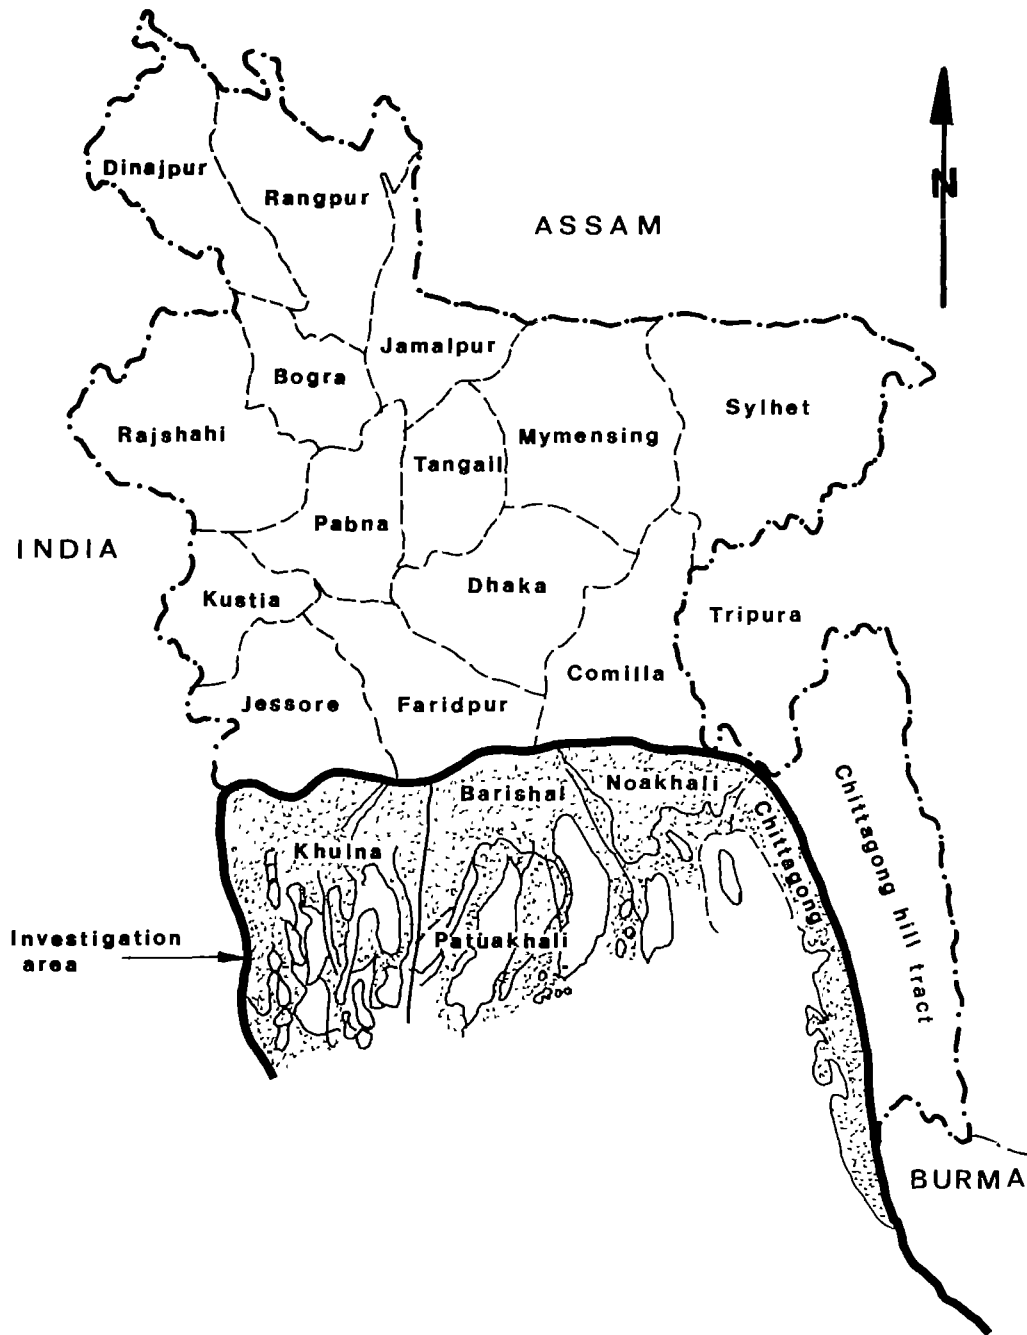 Dinajpur
Rangpur
N
ASSAM
Jamalpur
Bogra
Sylhet
Rajshahi
Mymensing
Tangail
Pabna
INDIA
Dhaka
Kustia
Tripura
Comilla
Jessore
Faridpur
Noakhali
Barishal
Chittagong hill tract
Chittagong
Khulna
Investigation
area
Patuakhali
BURMA